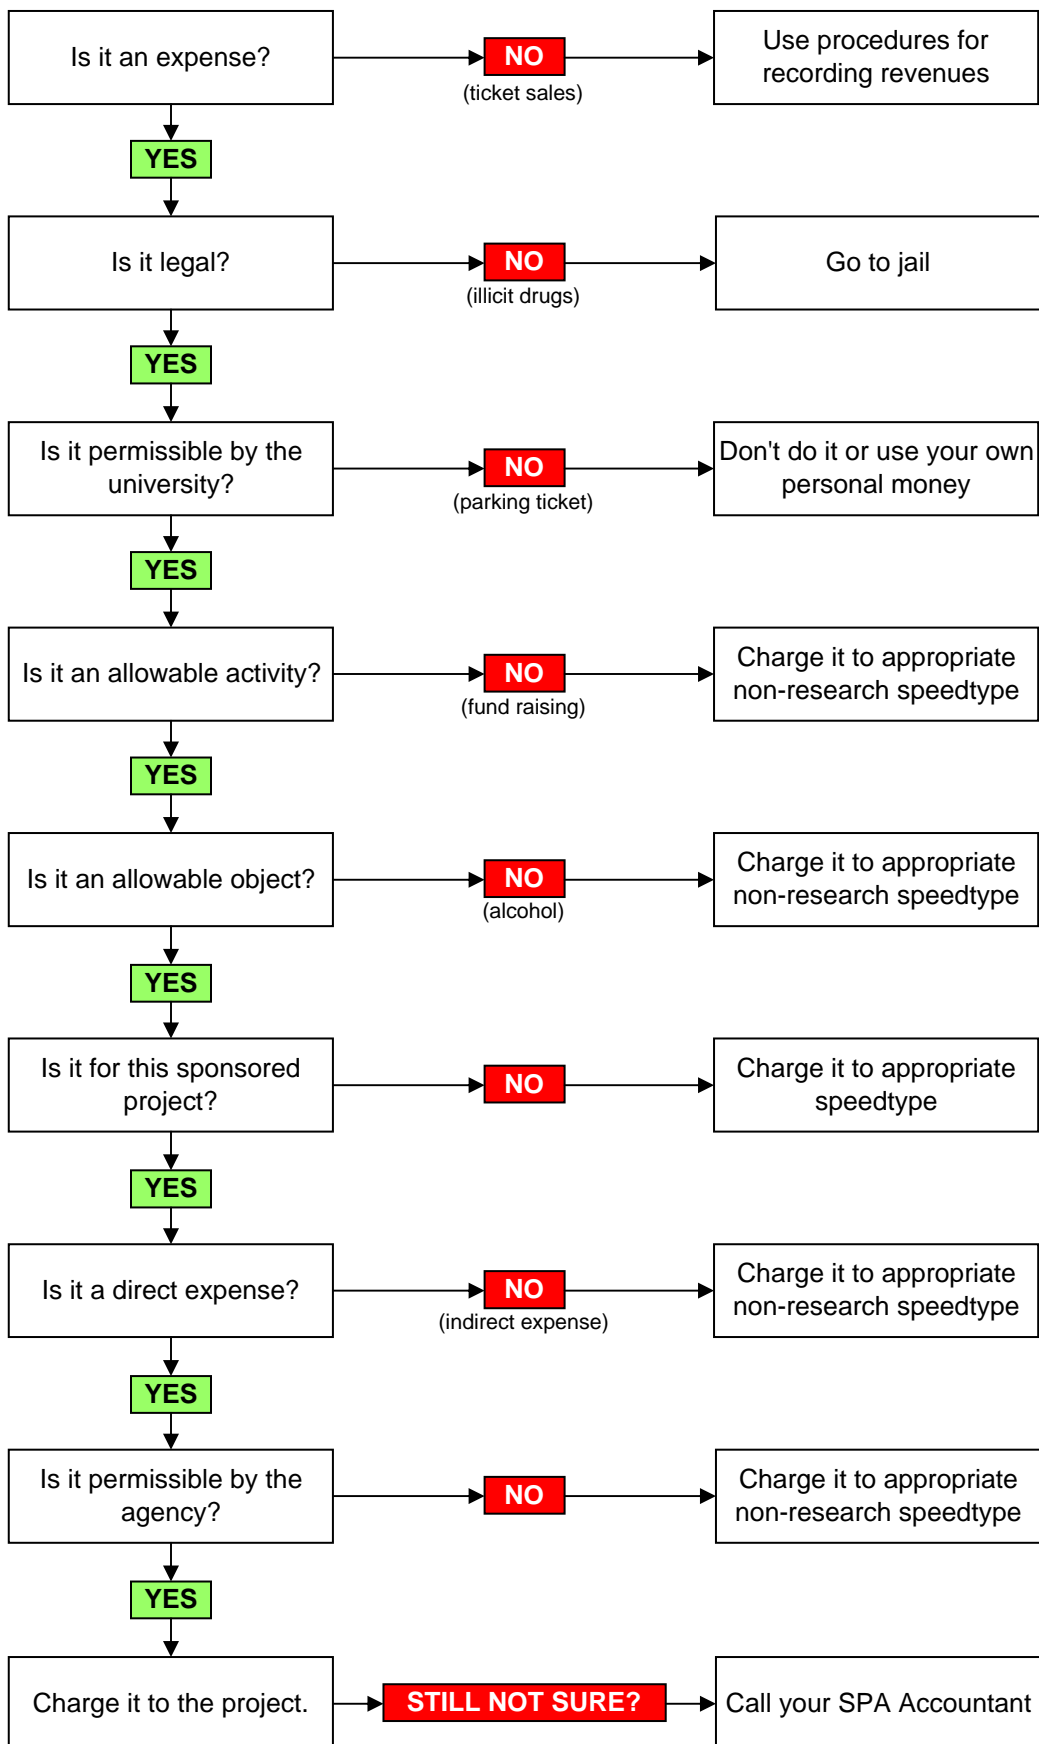 Is it an expense?
NO
(ticket sales)
Use procedures for
recording revenues
YES
Is it legal?
NO
(illicit drugs)
Go to jail
YES
Is it permissible by the
university?
NO
(parking ticket)
Don't do it or use your own
personal money
YES
Is it an allowable activity?
NO
(fund raising)
Charge it to appropriate
non-research speedtype
YES
Is it an allowable object?
NO
(alcohol)
Charge it to appropriate
non-research speedtype
YES
Is it for this sponsored
project?
NO
Charge it to appropriate
speedtype
YES
Is it a direct expense?
NO
(indirect expense)
Charge it to appropriate
non-research speedtype
YES
Is it permissible by the
agency?
NO
Charge it to appropriate
non-research speedtype
YES
Charge it to the project.
STILL NOT SURE?
Call your SPA Accountant